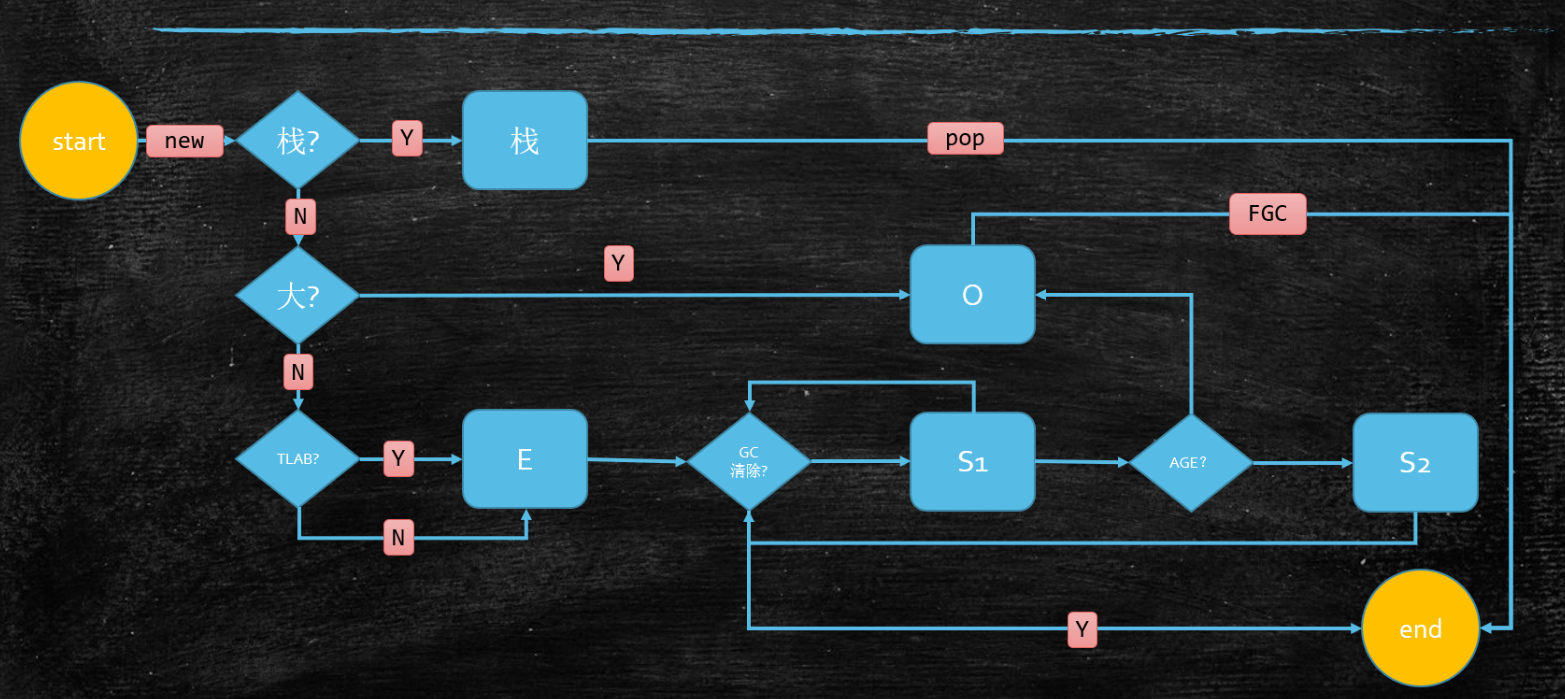 start
new
栈?
Y
栈
pop
N
FGC
Y
大?
O
N
TLAB?
Y
E
GC
清除?
S1
AGE?
S2
N
Y
end